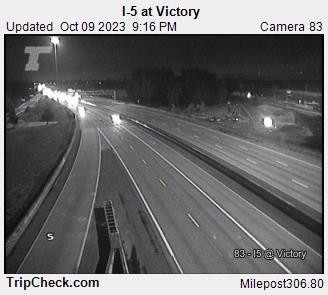 I-5 at Victory
Updated Oct 09 2023 9:16 PM Camera 83
T
S
83 - I5 @ Victory
TripCheck.com Milepost306.80